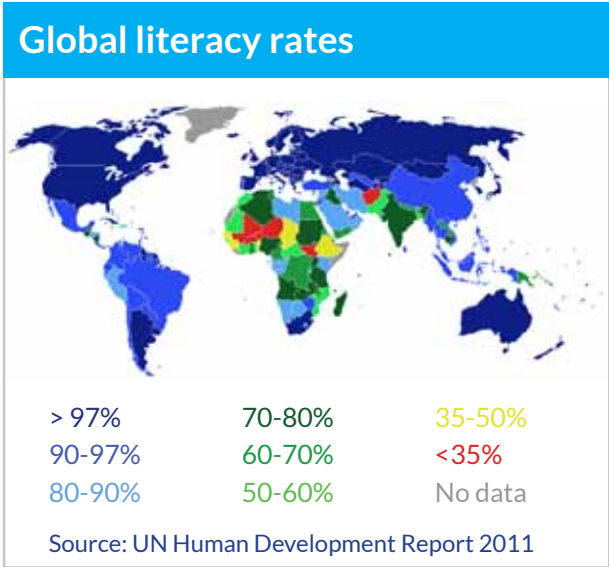 Global literacy rates
> 97% 70-80% 35-50%
90-97% 60-70% <35%
80-90% 50-60% No data
Source: UN Human Development Report 2011